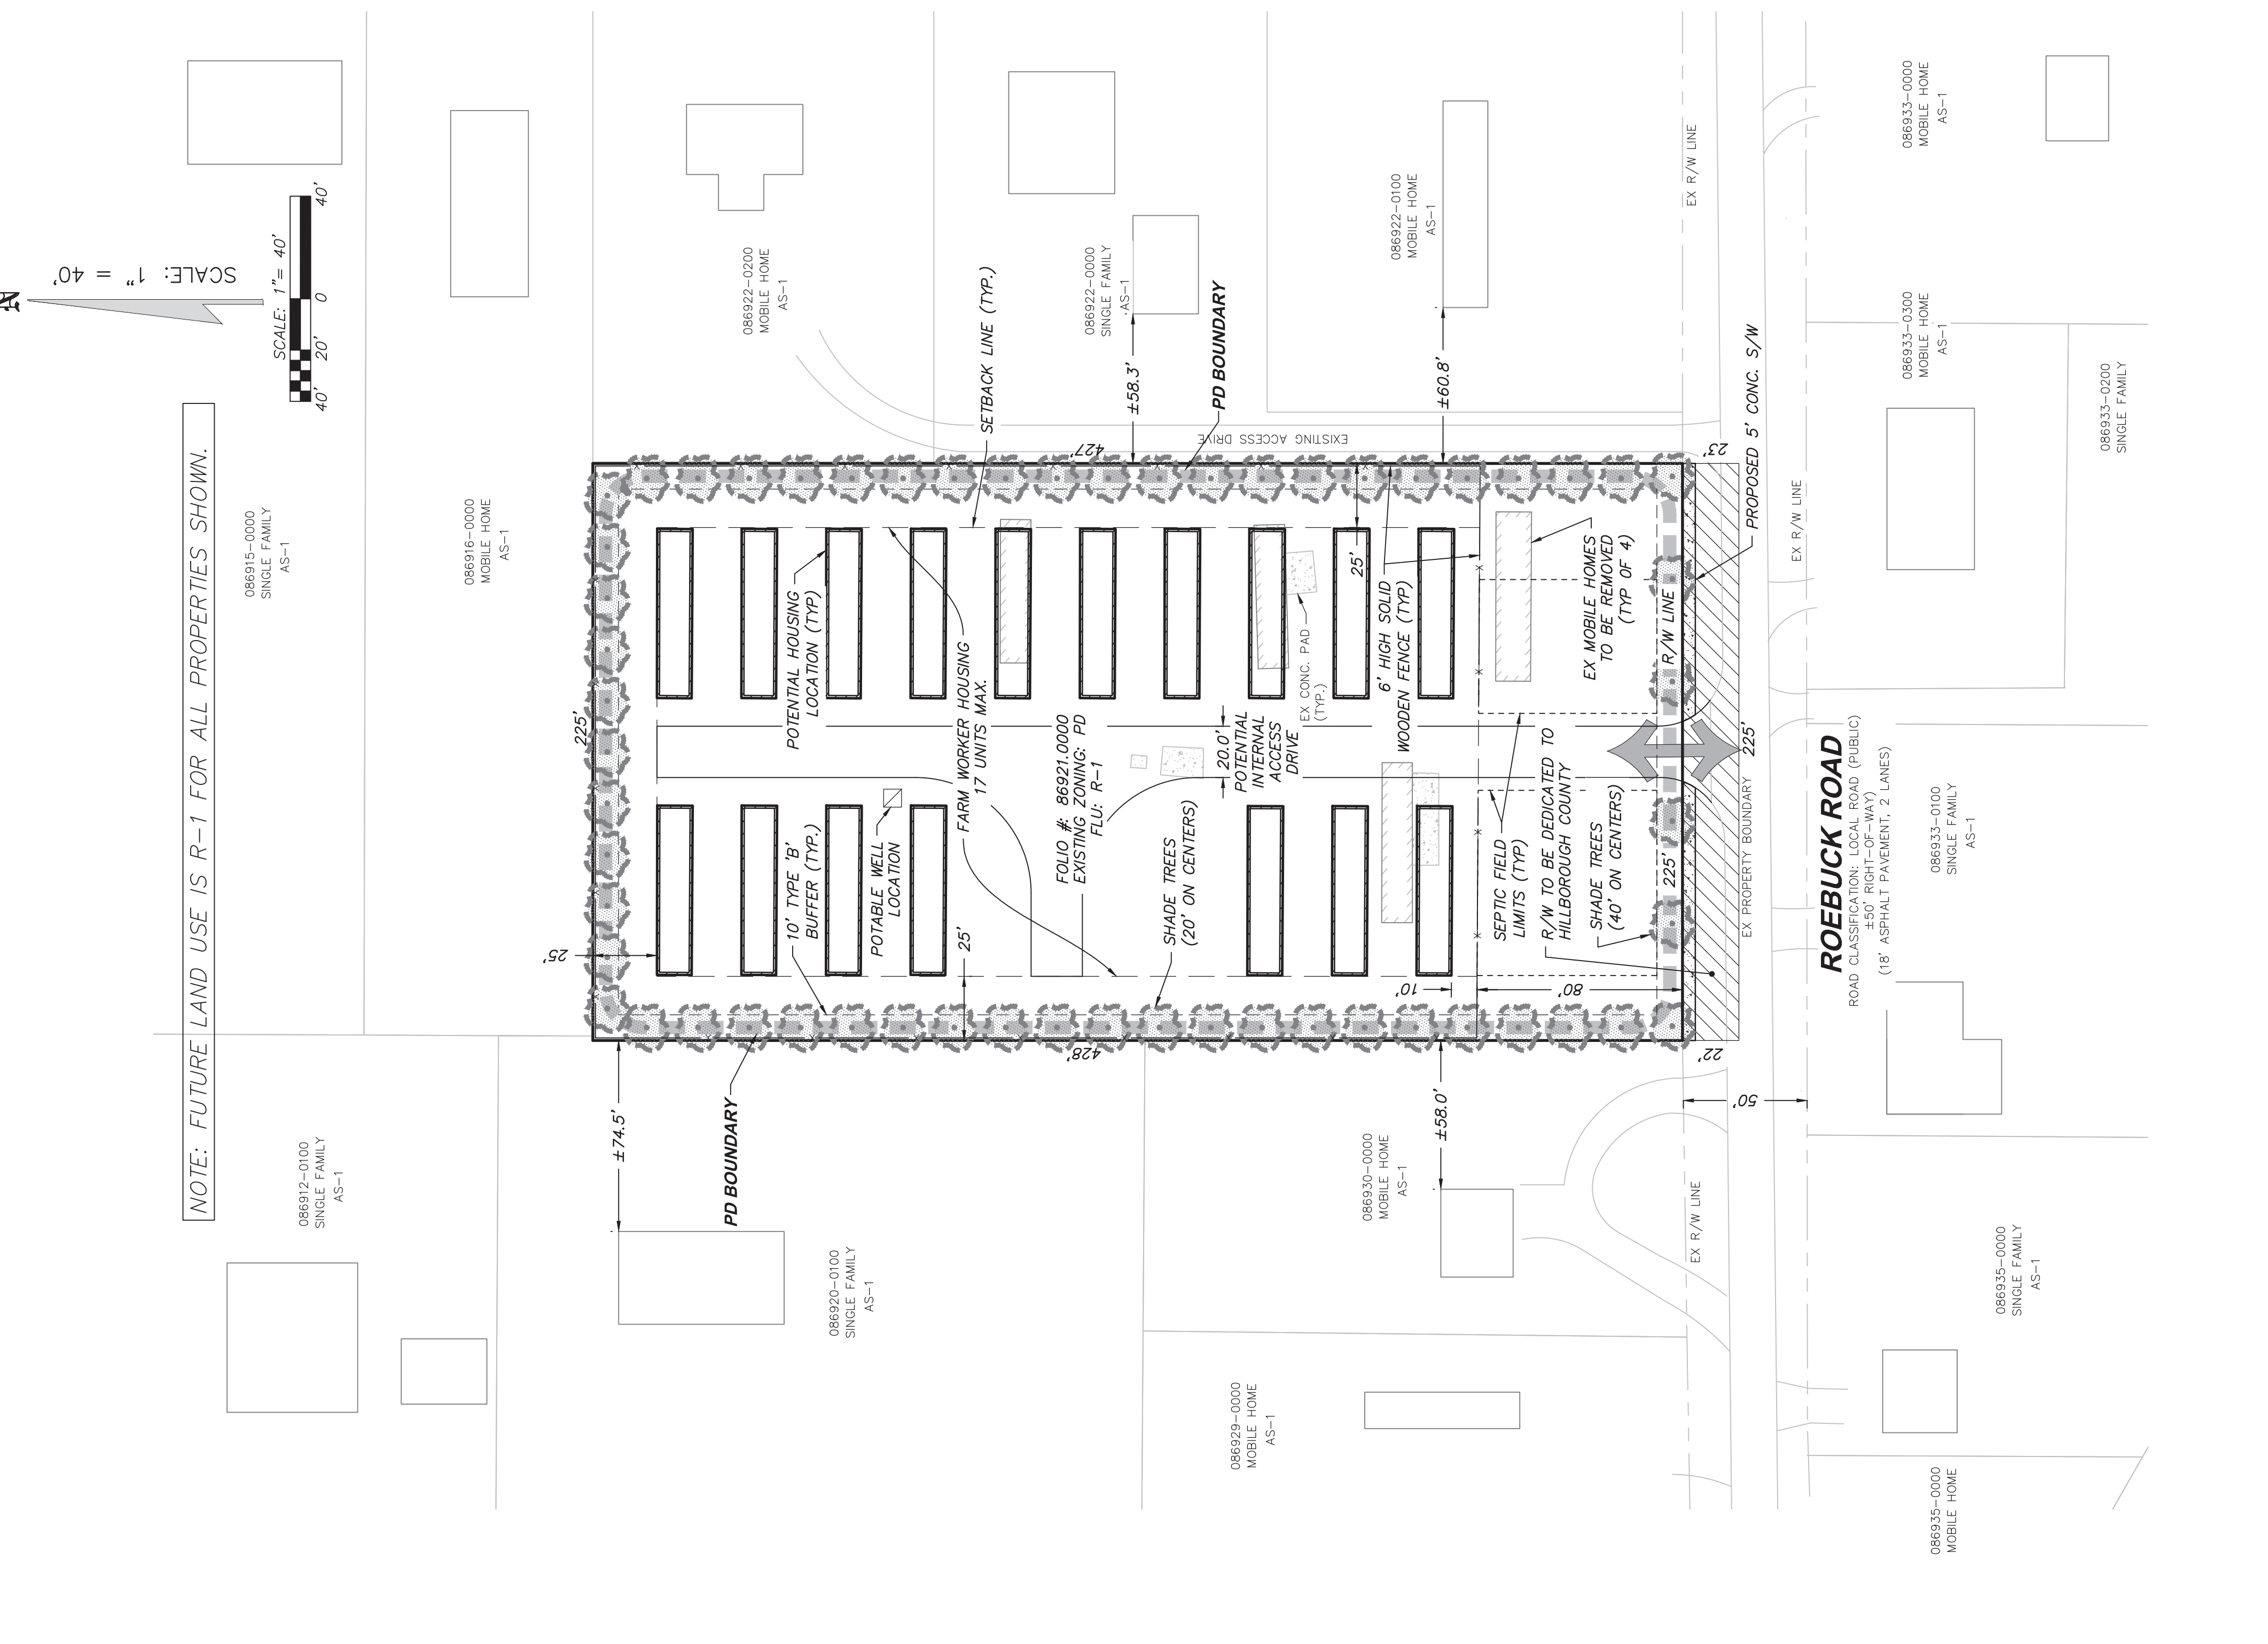 N
SCALE: 1" = 40'
SCALE: 1"= 40'
40'
20'
0
40'
NOTE: FUTURE LAND USE IS R-1 FOR ALL PROPERTIES SHOWN.
086915-0000
SINGLE FAMILY
AS-1
086916-0000
MOBILE HOME
AS-1
086912-0100
SINGLE FAMILY
AS-1
086922-0200
MOBILE HOME
AS-1
086922-0000
SINGLE FAMILY
AS-1
086922-0100
MOBILE HOME
AS-1
EX R/W LINE
086933-0000
MOBILE HOME
AS-1
086933-0300
MOBILE HOME
AS-1
086933-0200
SINGLE FAMILY
SETBACK LINE (TYP.)
±58.3'
PD BOUNDARY
±60.8'
EXISTING ACCESS DRIVE
427'
23'
PROPOSED 5' CONC. S/W
EX R/W LINE
225'
25'
POTENTIAL HOUSING
LOCATION (TYP)
FARM WORKER HOUSING
17 UNITS MAX.
10' TYPE 'B'
BUFFER (TYP.)
POTABLE WELL
LOCATION
25'
FOLIO #: 86921.0000
EXISTING ZONING: PD
FLU: R-1
SHADE TREES
(20' ON CENTERS)
20.0'
POTENTIAL
INTERNAL
ACCESS
DRIVE
EX CONC. PAD
(TYP.)
25'
6' HIGH SOLID
WOODEN FENCE (TYP)
10'
80'
SEPTIC FIELD
LIMITS (TYP)
R/W TO BE DEDICATED TO
HILLBOROUGH COUNTY
SHADE TREES
(40' ON CENTERS)
EX MOBILE HOMES
TO BE REMOVED
(TYP OF 4)
R/W LINE
225'
225'
EX PROPERTY BOUNDARY
428'
22'
50'
±74.5'
PD BOUNDARY
±58.0'
086920-0100
SINGLE FAMILY
AS-1
086930-0000
MOBILE HOME
AS-1
086929-0000
MOBILE HOME
AS-1
EX R/W LINE
ROEBUCK ROAD
ROAD CLASSIFICATION: LOCAL ROAD (PUBLIC)
±50' RIGHT-OF-WAY)
(18' ASPHALT PAVEMENT, 2 LANES)
086933-0100
SINGLE FAMILY
AS-1
086935-0000
SINGLE FAMILY
AS-1
086935-0000
MOBILE HOME